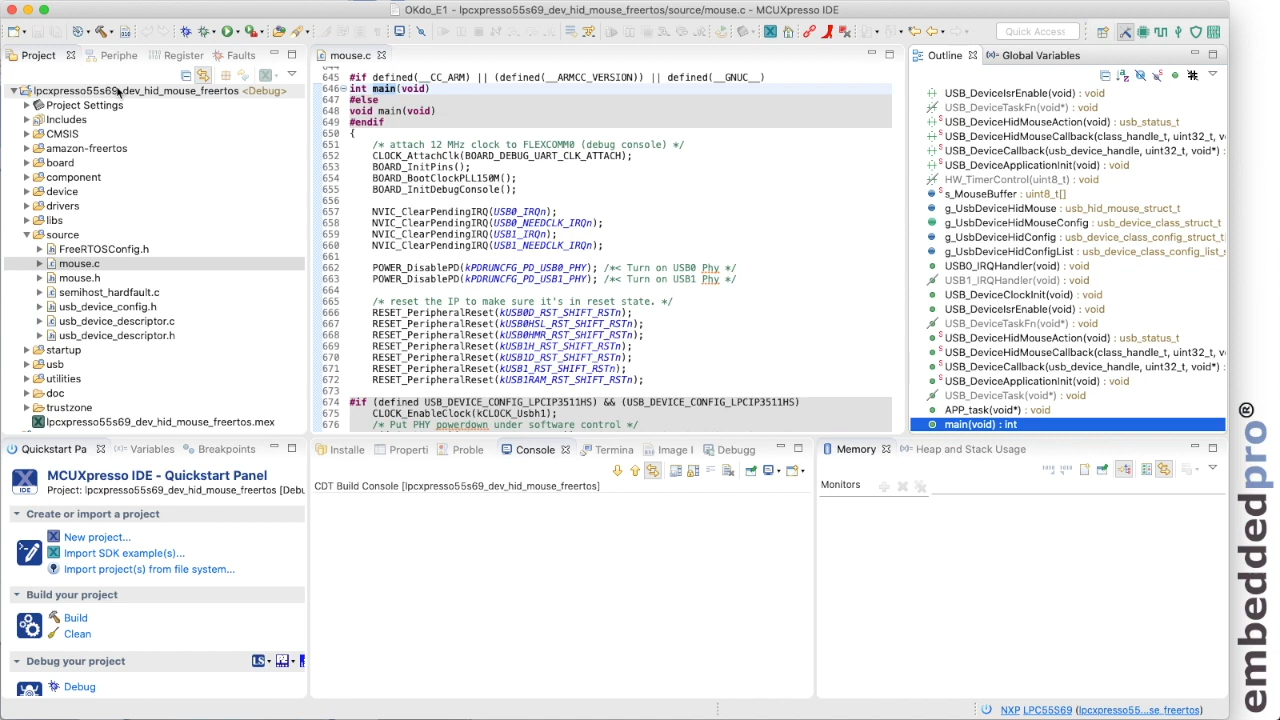 OKdo_E1 - lpcxpresso55s69_dev_hid_mouse_freertos/source/mouse.c - MCUXpresso IDE
Quick Access
Project
Periphe
Register
Faults
lpcxpresso55s69_dev_hid_mouse_freertos <Debug>
Project Settings
Includes
CMSIS
amazon-freertos
board
component
device
drivers
libs
source
FreeRTOSConfig.h
mouse.c
mouse.h
semihost_hardfault.c
usb_device_config.h
usb_device_descriptor.c
usb_device_descriptor.h
startup
usb
utilities
doc
trustzone
lpcxpresso55s69_dev_hid_mouse_freertos.mex
mouse.c
644
645 #if defined(__CC_ARM) || (defined(__ARMCC_VERSION)) || defined(__GNUC__)
646 int main(void)
647 #else
648 void main(void)
649 #endif
650 {
651 /* attach 12 MHz clock to FLEXCOMM0 (debug console) */
652 CLOCK_AttachClk(BOARD_DEBUG_UART_CLK_ATTACH);
653 BOARD_InitPins();
654 BOARD_BootClockPLL150M();
655 BOARD_InitDebugConsole();
656
657 NVIC_ClearPendingIRQ(USB0_IRQn);
658 NVIC_ClearPendingIRQ(USB0_NEEDCLK_IRQn);
659 NVIC_ClearPendingIRQ(USB1_IRQn);
660 NVIC_ClearPendingIRQ(USB1_NEEDCLK_IRQn);
661
662 POWER_DisablePD(kPDRUNCFG_PD_USB0_PHY); /*< Turn on USB0 Phy */
663 POWER_DisablePD(kPDRUNCFG_PD_USB1_PHY); /*< Turn on USB1 Phy */
664
665 /* reset the IP to make sure it's in reset state. */
666 RESET_PeripheralReset(kUSB0D_RST_SHIFT_RSTn);
667 RESET_PeripheralReset(kUSB0HSL_RST_SHIFT_RSTn);
668 RESET_PeripheralReset(kUSB0HMR_RST_SHIFT_RSTn);
669 RESET_PeripheralReset(kUSB1H_RST_SHIFT_RSTn);
670 RESET_PeripheralReset(kUSB1D_RST_SHIFT_RSTn);
671 RESET_PeripheralReset(kUSB1_RST_SHIFT_RSTn);
672 RESET_PeripheralReset(kUSB1RAM_RST_SHIFT_RSTn);
673
674 #if (defined USB_DEVICE_CONFIG_LPCIP3511HS) && (USB_DEVICE_CONFIG_LPCIP3511HS)
675 CLOCK_EnableClock(kCLOCK_Usbh1);
676 /* Put PHY powerdown under software control */
Outline
Global Variables
USB_DeviceIsrEnable(void) : void
USB_DeviceTaskFn(void*) : void
USB_DeviceHidMouseAction(void) : usb_status_t
USB_DeviceHidMouseCallback(class_handle_t, uint32_t, v
USB_DeviceCallback(usb_device_handle, uint32_t, void*) :
USB_DeviceApplicationInit(void) : void
HW_TimerControl(uint8_t) : void
s_MouseBuffer : uint8_t[]
g_UsbDeviceHidMouse : usb_hid_mouse_struct_t
g_UsbDeviceHidMouseConfig : usb_device_class_struct_t
g_UsbDeviceHidConfig : usb_device_class_config_struct_t
g_UsbDeviceHidConfigList : usb_device_class_config_list_s
USB0_IRQHandler(void) : void
USB1_IRQHandler(void) : void
USB_DeviceClockInit(void) : void
USB_DeviceIsrEnable(void) : void
USB_DeviceTaskFn(void*) : void
USB_DeviceHidMouseAction(void) : usb_status_t
USB_DeviceHidMouseCallback(class_handle_t, uint32_t, v
USB_DeviceCallback(usb_device_handle, uint32_t, void*) :
USB_DeviceApplicationInit(void) : void
USB_DeviceTask(void*) : void
APP_task(void*) : void
main(void) : int
Quickstart Pa
Variables
Breakpoints
IDE
MCUXpresso IDE - Quickstart Panel
Project: lpcxpresso55s69_dev_hid_mouse_freertos [Debu
Create or import a project
New project...
Import SDK example(s)...
Import project(s) from file system...
Build your project
Build
Clean
Debug your project
LS
Debug
Installe
Properti
Proble
Console
Termina
Image I
Debugg
CDT Build Console [lpcxpresso55s69_dev_hid_mouse_freertos]
Memory
Heap and Stack Usage
Monitors
NXP LPC55S69 (lpcxpresso55...se_freertos)
embeddedpro®